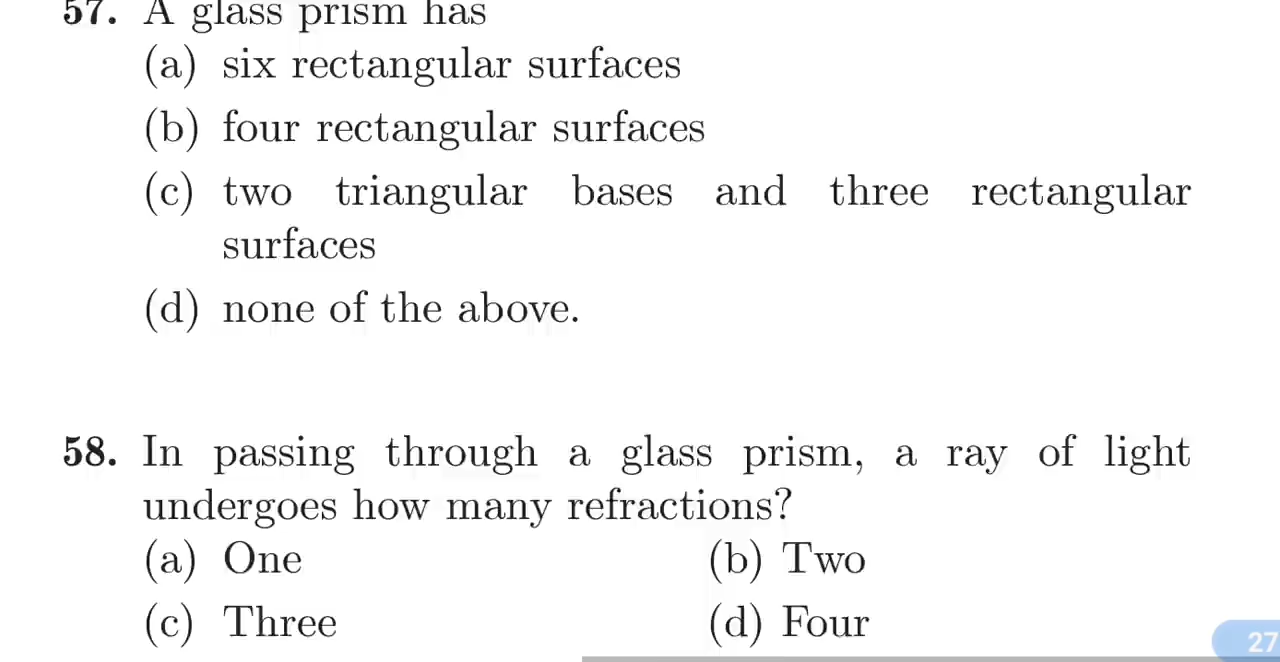 57. A glass prism has
(a) six rectangular surfaces
(b) four rectangular surfaces
(c) two triangular bases and three rectangular
surfaces
(d) none of the above.
58. In passing through a glass prism, a ray of light
undergoes how many refractions?
(a) One (b) Two
(c) Three (d) Four
27